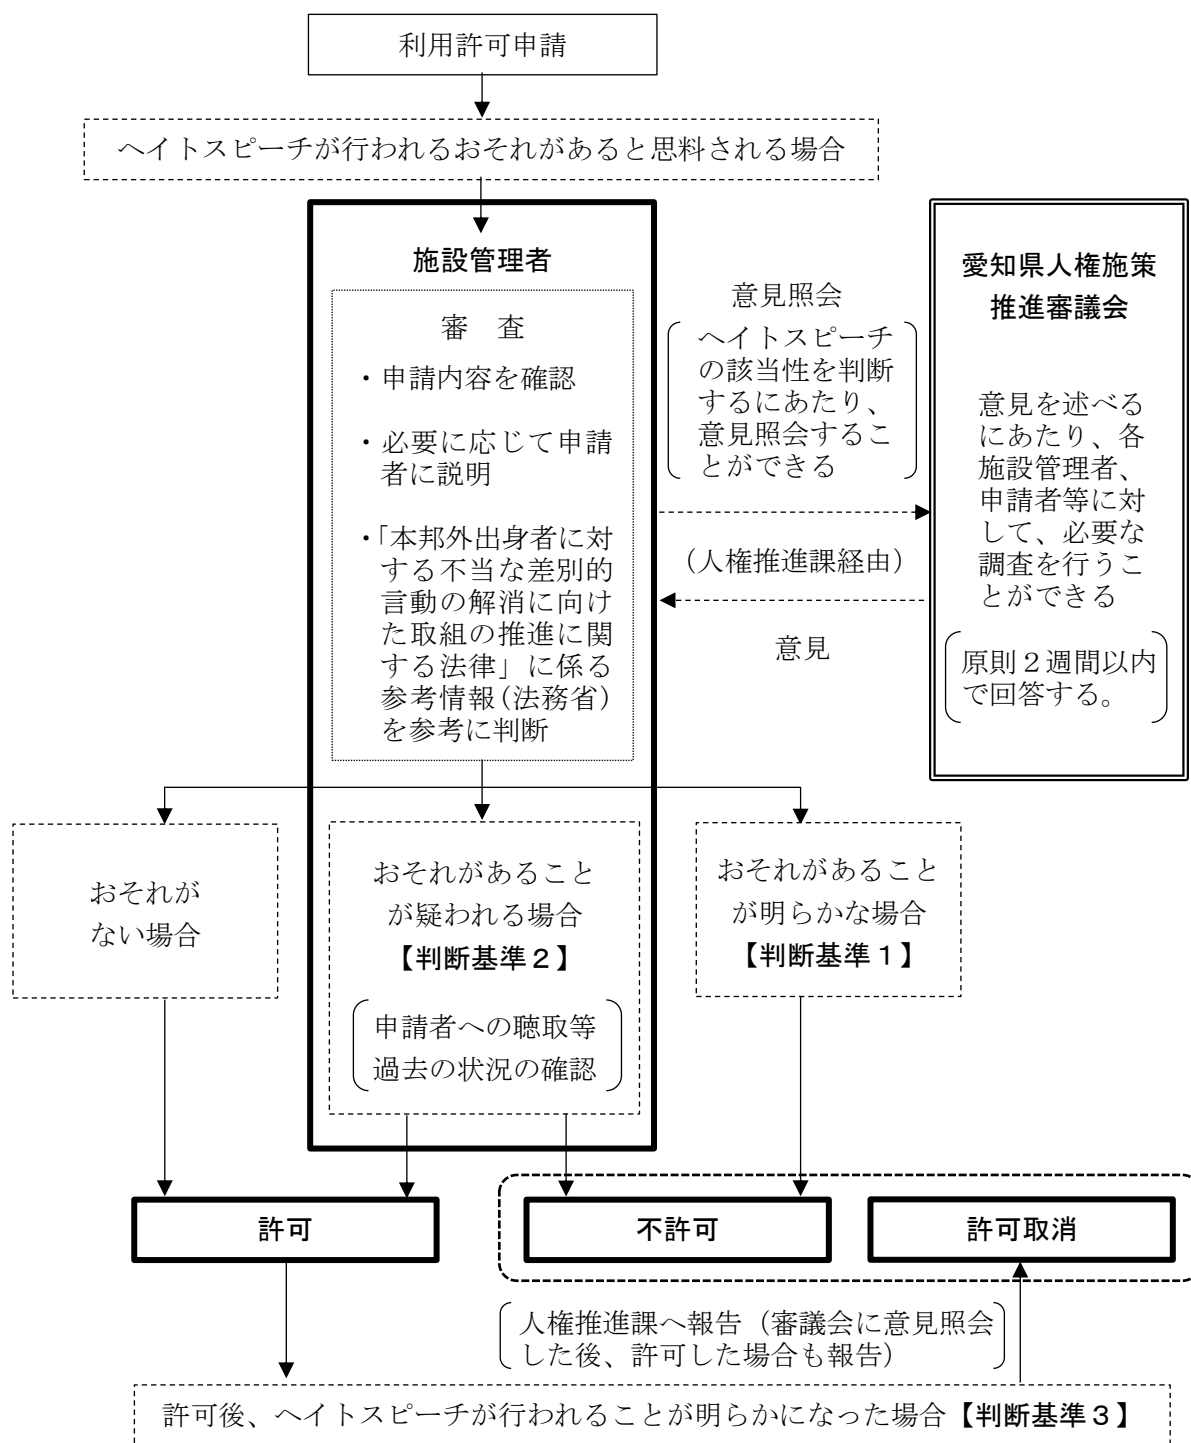 利用許可申請
ヘイトスピーチが行われるおそれがあると思料される場合
施設管理者
審　査
・申請内容を確認
・必要に応じて申請
者に説明
・「本邦外出身者に対
する不当な差別的
言動の解消に向け
た取組の推進に関
する法律」に係る
参考情報（法務省）
を参考に判断
意見照会
ヘイトスピーチ
の該当性を判断
するにあたり、
意見照会するこ
とができる
（人権推進課経由）
意見
愛知県人権施策
推進審議会
意見を述べる
にあたり、各
施設管理者、
申請者等に対
して、必要な
調査を行うこ
とができる
原則２週間以内
で回答する。
おそれが
ない場合
おそれがあること
が疑われる場合
【判断基準２】
申請者への聴取等
過去の状況の確認
おそれがあること
が明らかな場合
【判断基準１】
許可
不許可
許可取消
人権推進課へ報告（審議会に意見照会
した後、許可した場合も報告）
許可後、ヘイトスピーチが行われることが明らかになった場合【判断基準３】